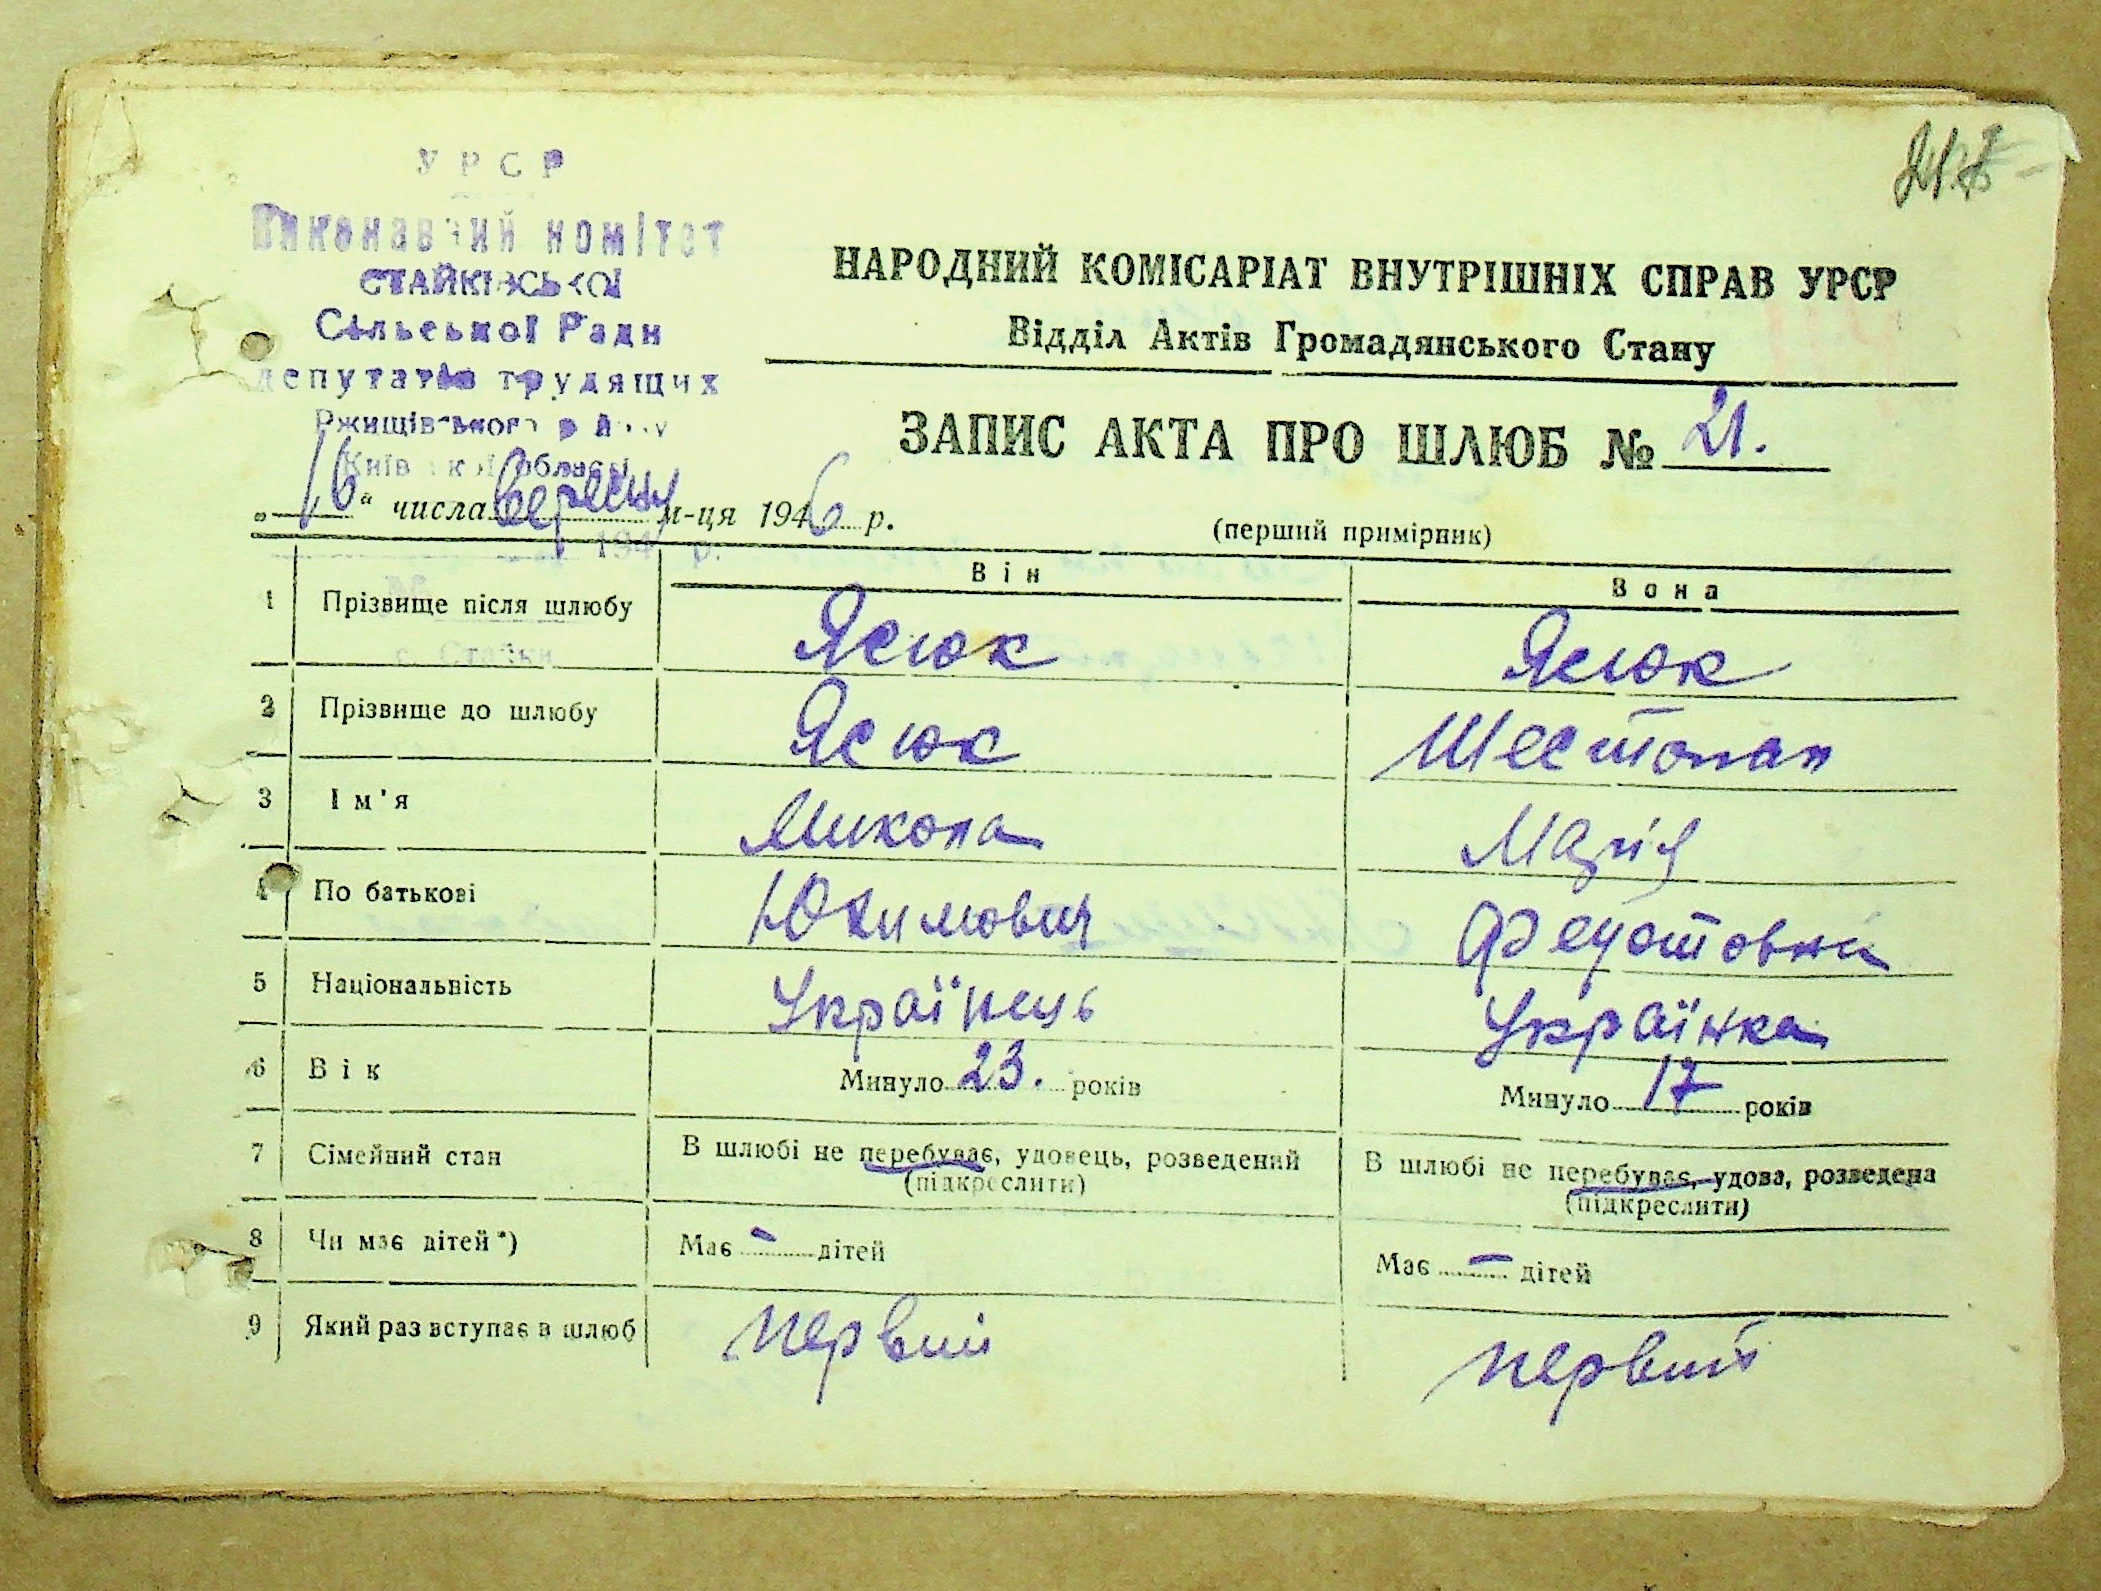 УРСР
Виконавчий комітет
СТАЙКІВСЬКОЇ
Сільської Ради
депутатів трудящих
Ржищівського району
Київської області
194 р.
с. Стайки
НАРОДНИЙ КОМІСАРІАТ ВНУТРІШНІХ СПРАВ УРСР
Відділ Актів Громадянського Стану
ЗАПИС АКТА ПРО ШЛЮБ № 21.
„16“ числа вересня м-ця 1946 р.
(перший примірник)
Він Вона
1 Прізвище після шлюбу Ясюк Ясюк
2 Прізвище до шлюбу Ясюк Шестопал
3 Ім'я Микола Марія
4 По батькові Юхимович Федотовна
5 Національність Українець Українка
6 Вік Минуло 23. років Минуло 17 років
7 Сімейний стан В шлюбі не перебуває, удовець, розведений В шлюбі не перебуває, удова, розведена
(підкреслити) (підкреслити)
8 Чи має дітей*) Має – дітей Має – дітей
9 Який раз вступає в шлюб первий первий